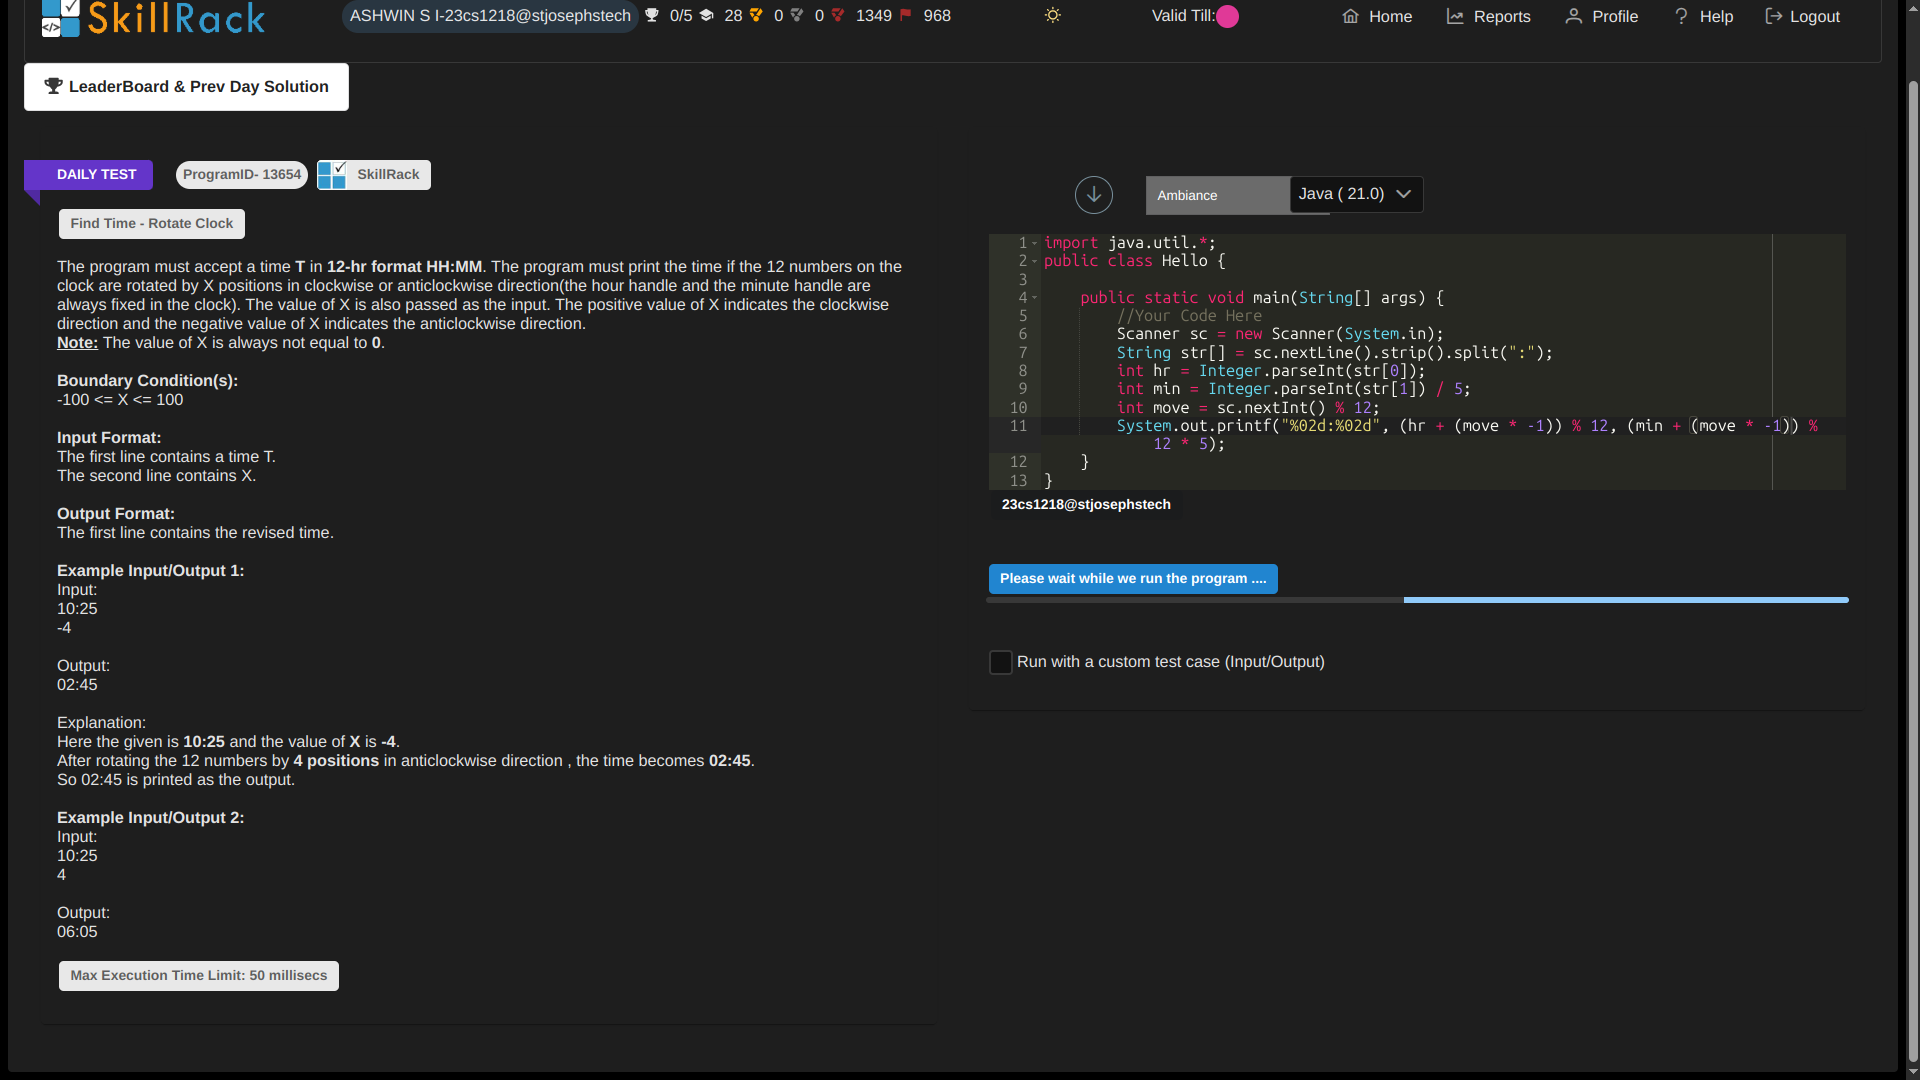 SkillRack
ASHWIN S I-23cs1218@stjosephstech 0/5 28 0 0 1349 968
Valid Till:
Home Reports Profile Help Logout
LeaderBoard & Prev Day Solution
DAILY TEST
ProgramID- 13654
SkillRack
Find Time - Rotate Clock
The program must accept a time T in 12-hr format HH:MM. The program must print the time if the 12 numbers on the
clock are rotated by X positions in clockwise or anticlockwise direction(the hour handle and the minute handle are
always fixed in the clock). The value of X is also passed as the input. The positive value of X indicates the clockwise
direction and the negative value of X indicates the anticlockwise direction.
Note: The value of X is always not equal to 0.
Boundary Condition(s):
-100 <= X <= 100
Input Format:
The first line contains a time T.
The second line contains X.
Output Format:
The first line contains the revised time.
Example Input/Output 1:
Input:
10:25
-4
Output:
02:45
Explanation:
Here the given is 10:25 and the value of X is -4.
After rotating the 12 numbers by 4 positions in anticlockwise direction , the time becomes 02:45.
So 02:45 is printed as the output.
Example Input/Output 2:
Input:
10:25
4
Output:
06:05
Max Execution Time Limit: 50 millisecs
Ambiance
Java ( 21.0)
1 import java.util.*;
2 public class Hello {
3
4 public static void main(String[] args) {
5 //Your Code Here
6 Scanner sc = new Scanner(System.in);
7 String str[] = sc.nextLine().strip().split(":");
8 int hr = Integer.parseInt(str[0]);
9 int min = Integer.parseInt(str[1]) / 5;
10 int move = sc.nextInt() % 12;
11 System.out.printf("%02d:%02d", (hr + (move * -1)) % 12, (min + (move * -1)) %
12 * 5);
12 }
13 }
23cs1218@stjosephstech
Please wait while we run the program ....
Run with a custom test case (Input/Output)